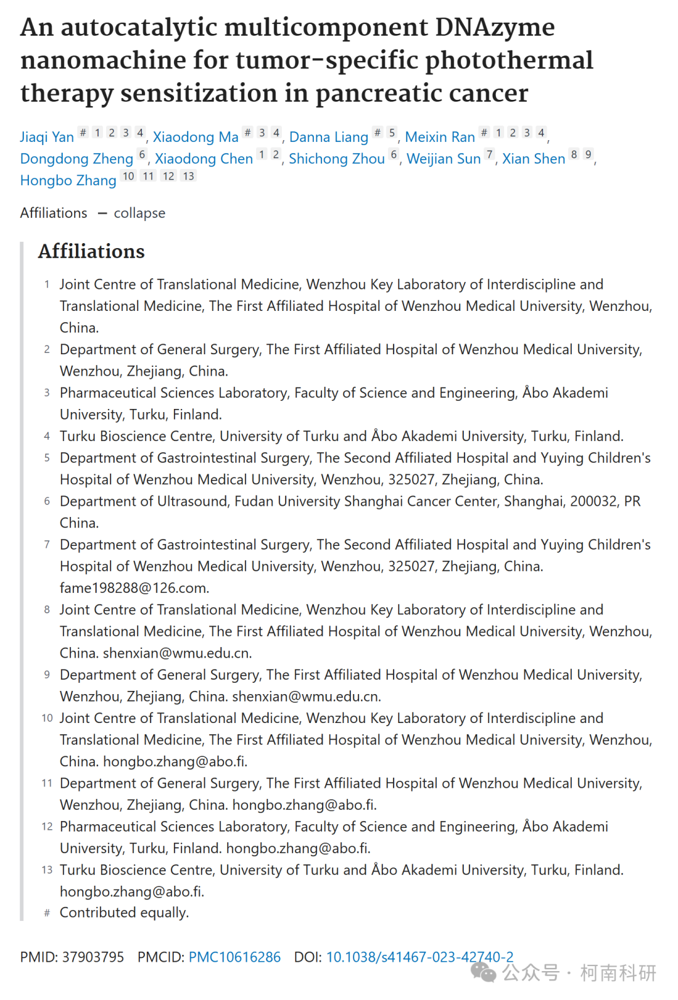 An autocatalytic multicomponent DNAzyme
nanomachine for tumor-specific photothermal
therapy sensitization in pancreatic cancer
Jiaqi Yan # 1 2 3 4, Xiaodong Ma # 3 4, Danna Liang # 5, Meixin Ran # 1 2 3 4,
Dongdong Zheng 6, Xiaodong Chen 1 2, Shichong Zhou 6, Weijian Sun 7, Xian Shen 8 9,
Hongbo Zhang 10 11 12 13
Affiliations — collapse
Affiliations
1 Joint Centre of Translational Medicine, Wenzhou Key Laboratory of Interdiscipline and
Translational Medicine, The First Affiliated Hospital of Wenzhou Medical University, Wenzhou,
China.
2 Department of General Surgery, The First Affiliated Hospital of Wenzhou Medical University,
Wenzhou, Zhejiang, China.
3 Pharmaceutical Sciences Laboratory, Faculty of Science and Engineering, Åbo Akademi
University, Turku, Finland.
4 Turku Bioscience Centre, University of Turku and Åbo Akademi University, Turku, Finland.
5 Department of Gastrointestinal Surgery, The Second Affiliated Hospital and Yuying Children's
Hospital of Wenzhou Medical University, Wenzhou, 325027, Zhejiang, China.
6 Department of Ultrasound, Fudan University Shanghai Cancer Center, Shanghai, 200032, PR
China.
7 Department of Gastrointestinal Surgery, The Second Affiliated Hospital and Yuying Children's
Hospital of Wenzhou Medical University, Wenzhou, 325027, Zhejiang, China.
fame198288@126.com.
8 Joint Centre of Translational Medicine, Wenzhou Key Laboratory of Interdiscipline and
Translational Medicine, The First Affiliated Hospital of Wenzhou Medical University, Wenzhou,
China. shenxian@wmu.edu.cn.
9 Department of General Surgery, The First Affiliated Hospital of Wenzhou Medical University,
Wenzhou, Zhejiang, China. shenxian@wmu.edu.cn.
10 Joint Centre of Translational Medicine, Wenzhou Key Laboratory of Interdiscipline and
Translational Medicine, The First Affiliated Hospital of Wenzhou Medical University, Wenzhou,
China. hongbo.zhang@abo.fi.
11 Department of General Surgery, The First Affiliated Hospital of Wenzhou Medical University,
Wenzhou, Zhejiang, China. hongbo.zhang@abo.fi.
12 Pharmaceutical Sciences Laboratory, Faculty of Science and Engineering, Åbo Akademi
University, Turku, Finland. hongbo.zhang@abo.fi.
13 Turku Bioscience Centre, University of Turku and Åbo Akademi University, Turku, Finland.
hongbo.zhang@abo.fi.
# Contributed equally.
PMID: 37903795 PMCID: PMC10616286 DOI: 10.1038/s41467-023-42740-2
公众号 · 柯南科研